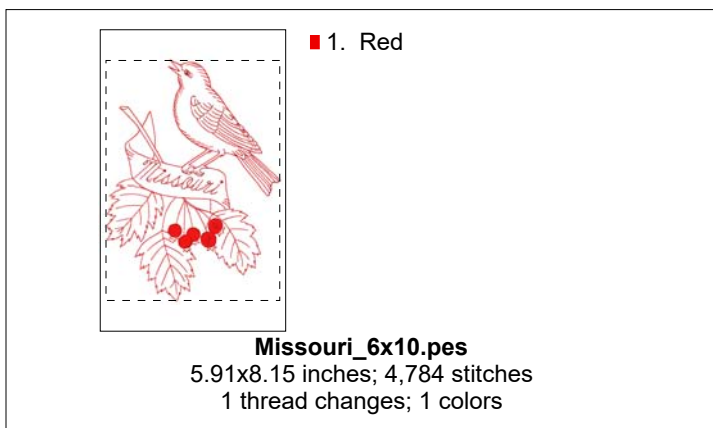 1. Red
Missouri
Missouri_6x10.pes
5.91x8.15 inches; 4,784 stitches
1 thread changes; 1 colors